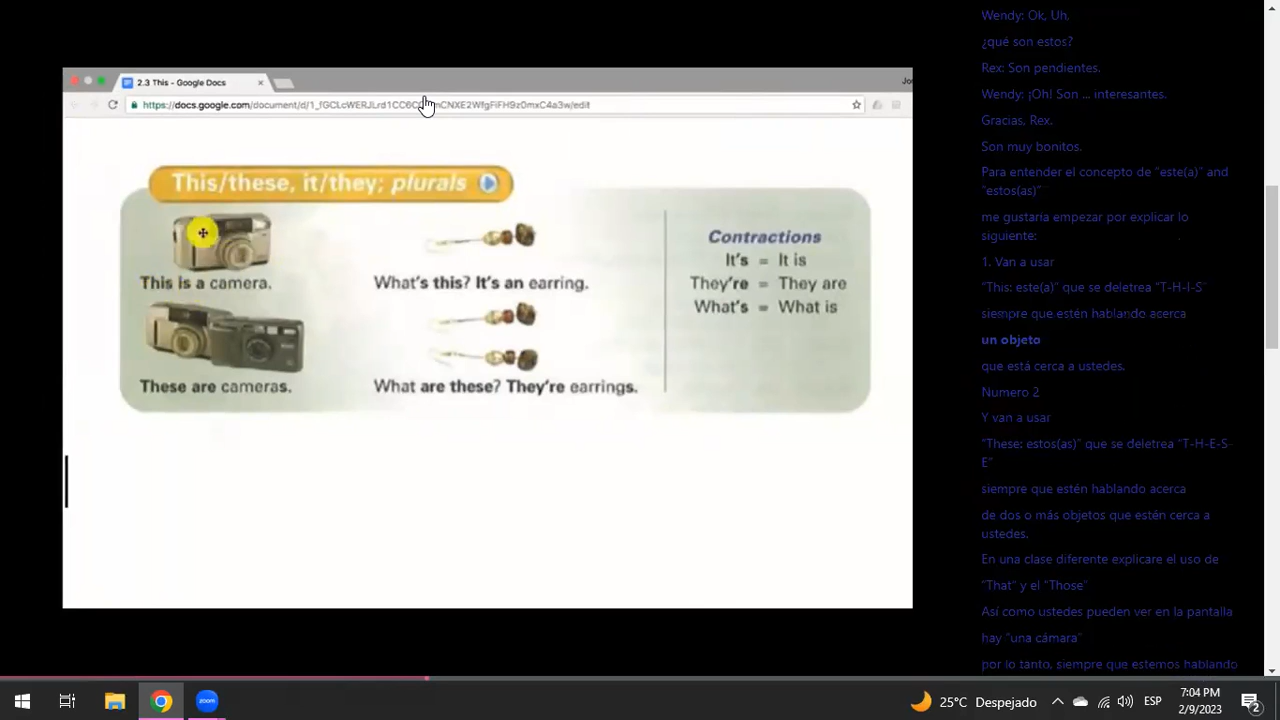 2.3 This - Google Docs
This/these, it/they; plurals
This is a camera.
What's this? It's an earring.
These are cameras.
What are these? They're earrings.
Contractions
It's = It is
They're = They are
What's = What is
Wendy: Ok, Uh,
¿qué son estos?
Rex: Son pendientes.
Wendy: ¡Oh! Son ... interesantes.
Gracias, Rex.
Son muy bonitos.
Para entender el concepto de "este(a)" and
"estos(as)"
me gustaría empezar por explicar lo
siguiente:
1. Van a usar
"This: este(a)" que se deletrea "T-H-I-S"
siempre que estén hablando acerca
un objeto
que está cerca a ustedes.
Numero 2
Y van a usar
"These: estos(as)" que se deletrea "T-H-E-S-
E"
siempre que estén hablando acerca
de dos o más objetos que estén cerca a
ustedes.
En una clase diferente explicare el uso de
"That" y el "Those"
Así como ustedes pueden ver en la pantalla
hay "una cámara"
por lo tanto, siempre que estemos hablando
zoom
25°C Despejado
ESP
7:04 PM
2/9/2023
2